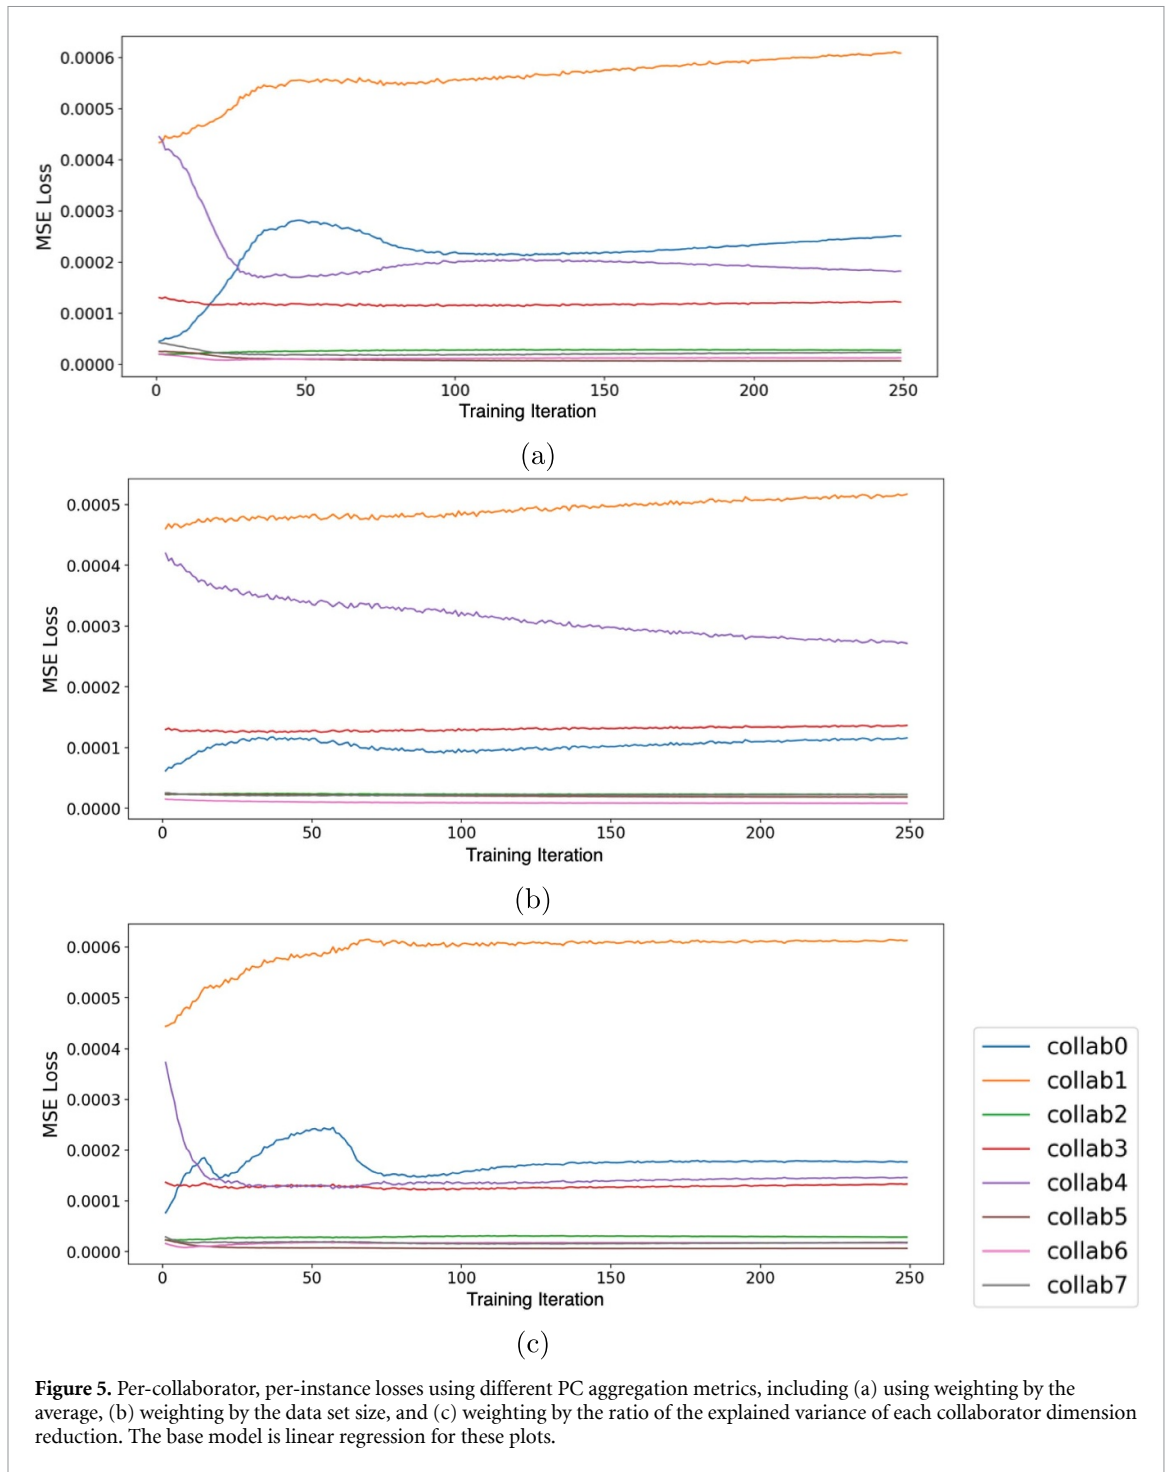 0.0006
0.0005
0.0004
0.0003
0.0002
0.0001
0.0000
MSE Loss
0 50 100 150 200 250
Training Iteration
(a)
0.0005
0.0004
0.0003
0.0002
0.0001
0.0000
MSE Loss
0 50 100 150 200 250
Training Iteration
(b)
0.0006
0.0005
0.0004
0.0003
0.0002
0.0001
0.0000
MSE Loss
0 50 100 150 200 250
Training Iteration
(c)
collab0
collab1
collab2
collab3
collab4
collab5
collab6
collab7
Figure 5. Per-collaborator, per-instance losses using different PC aggregation metrics, including (a) using weighting by the
average, (b) weighting by the data set size, and (c) weighting by the ratio of the explained variance of each collaborator dimension
reduction. The base model is linear regression for these plots.